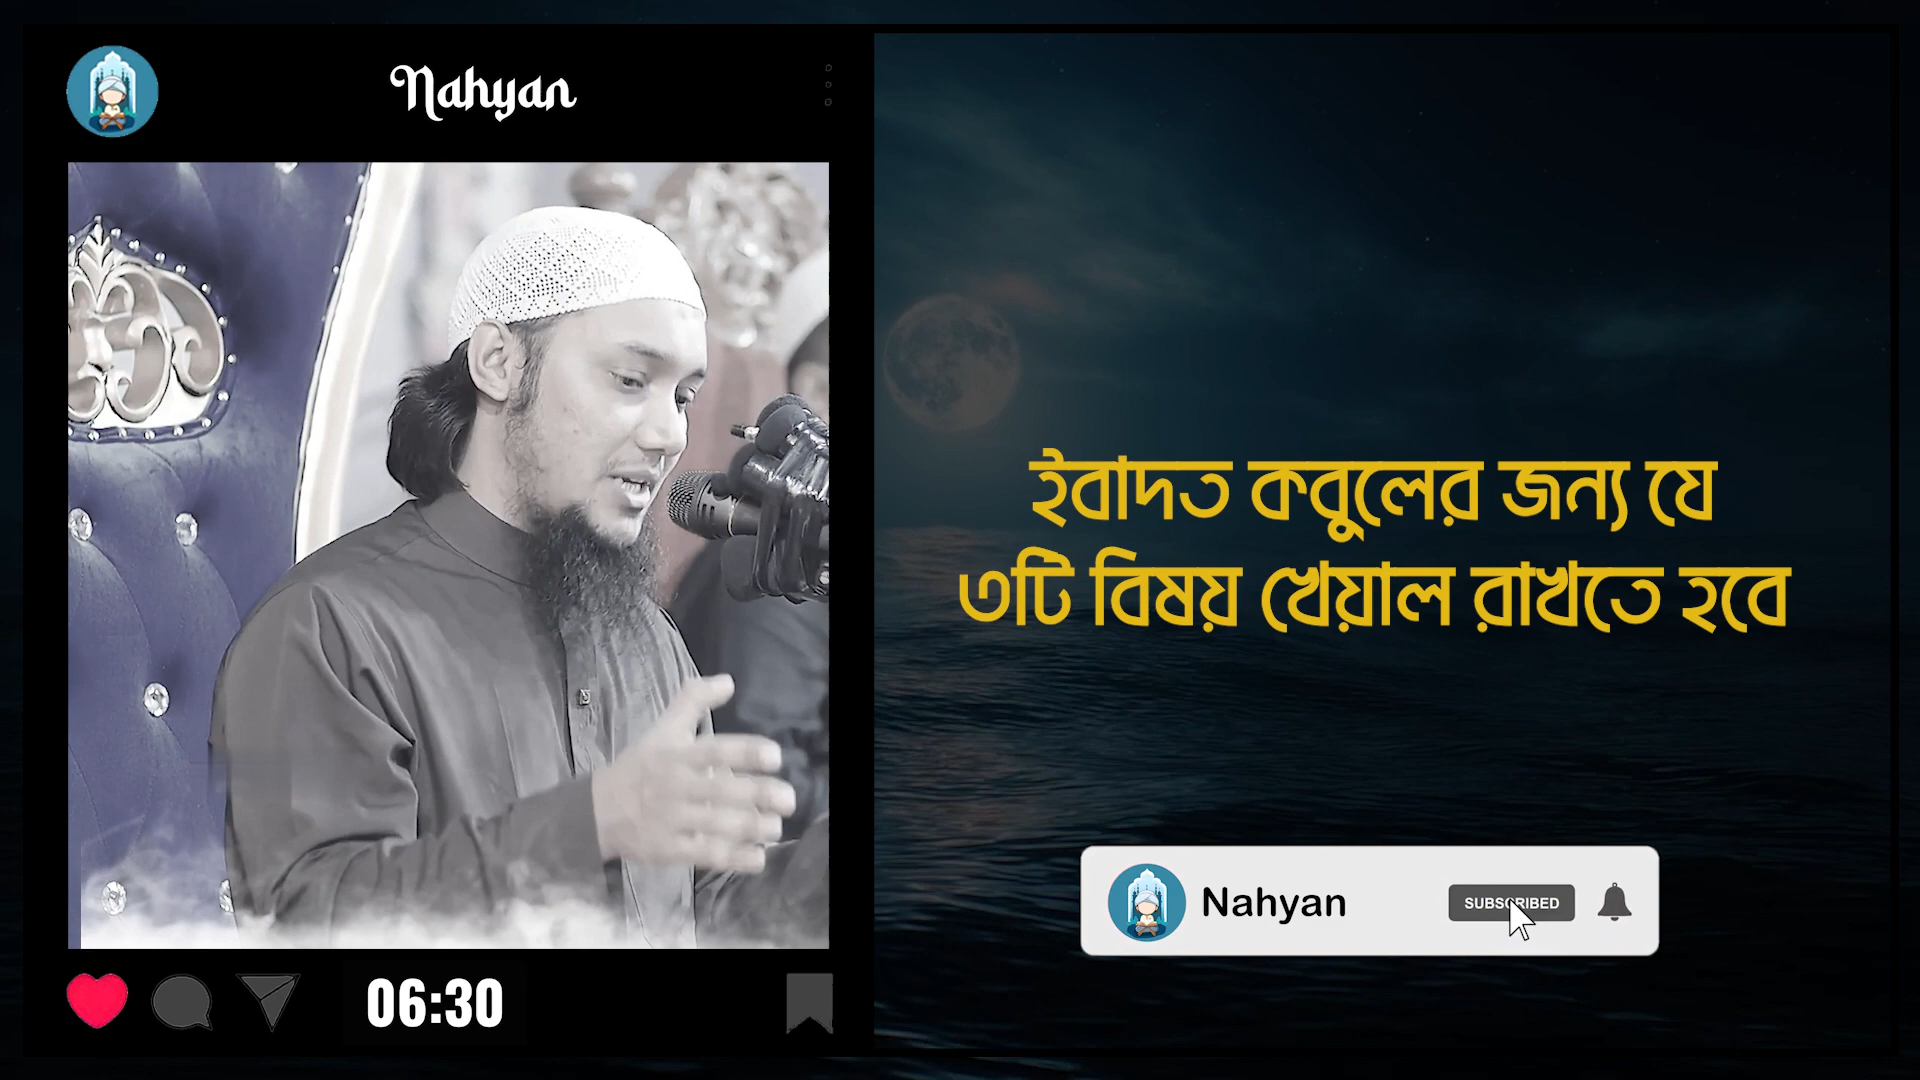 Nahyan
ইবাদত কবুলের জন্য যে
৩টি বিষয় খেয়াল রাখতে হবে
Nahyan
SUBSCRIBED
06:30